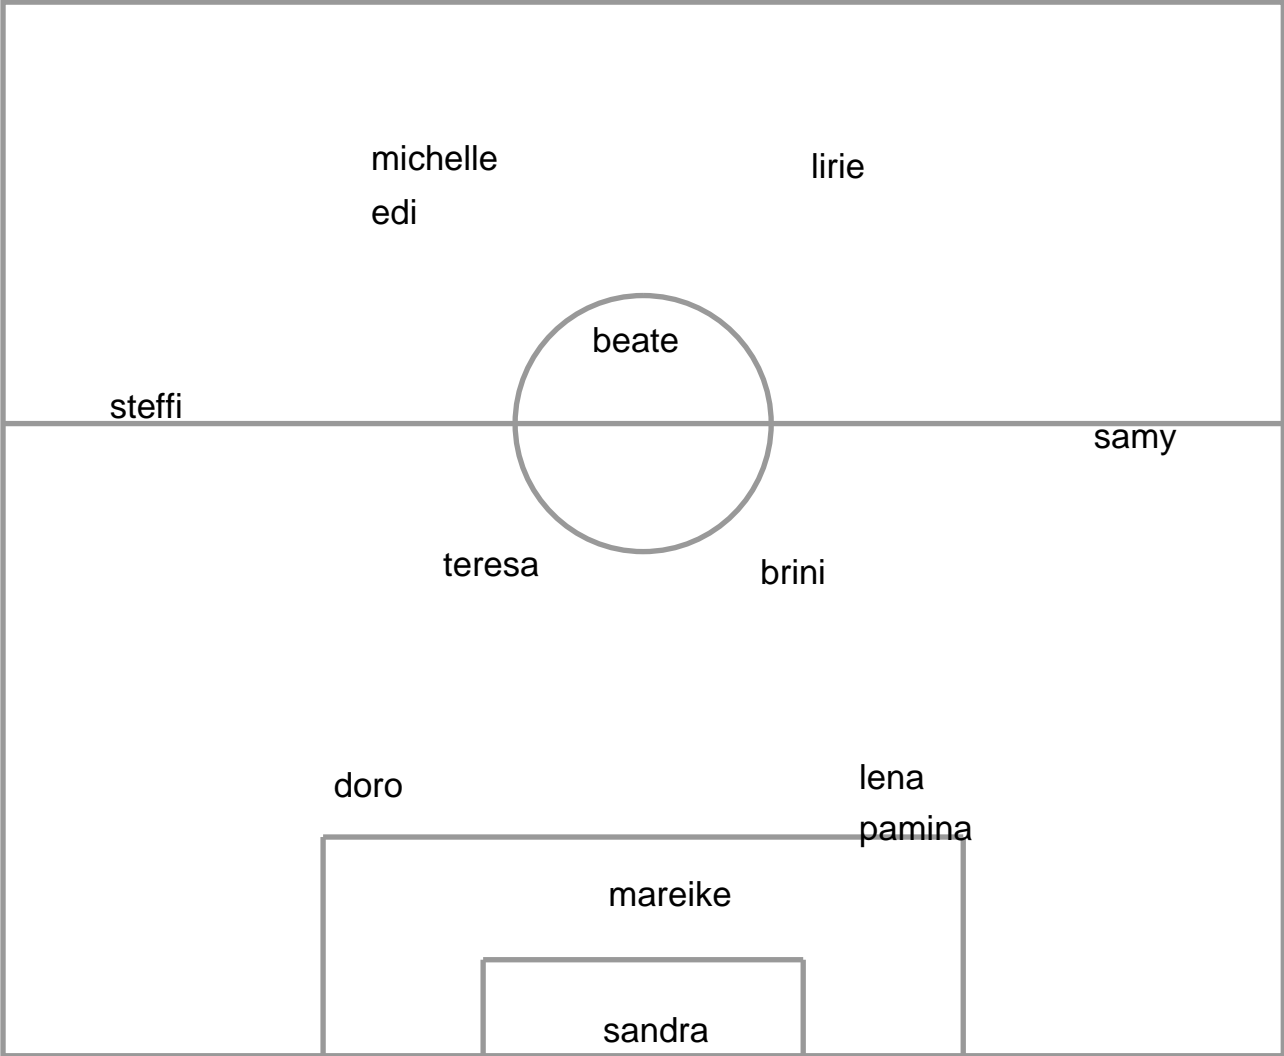 michelle
lirie
edi
beate
steffi
samy
teresa
brini
lena
doro
pamina
mareike
sandra